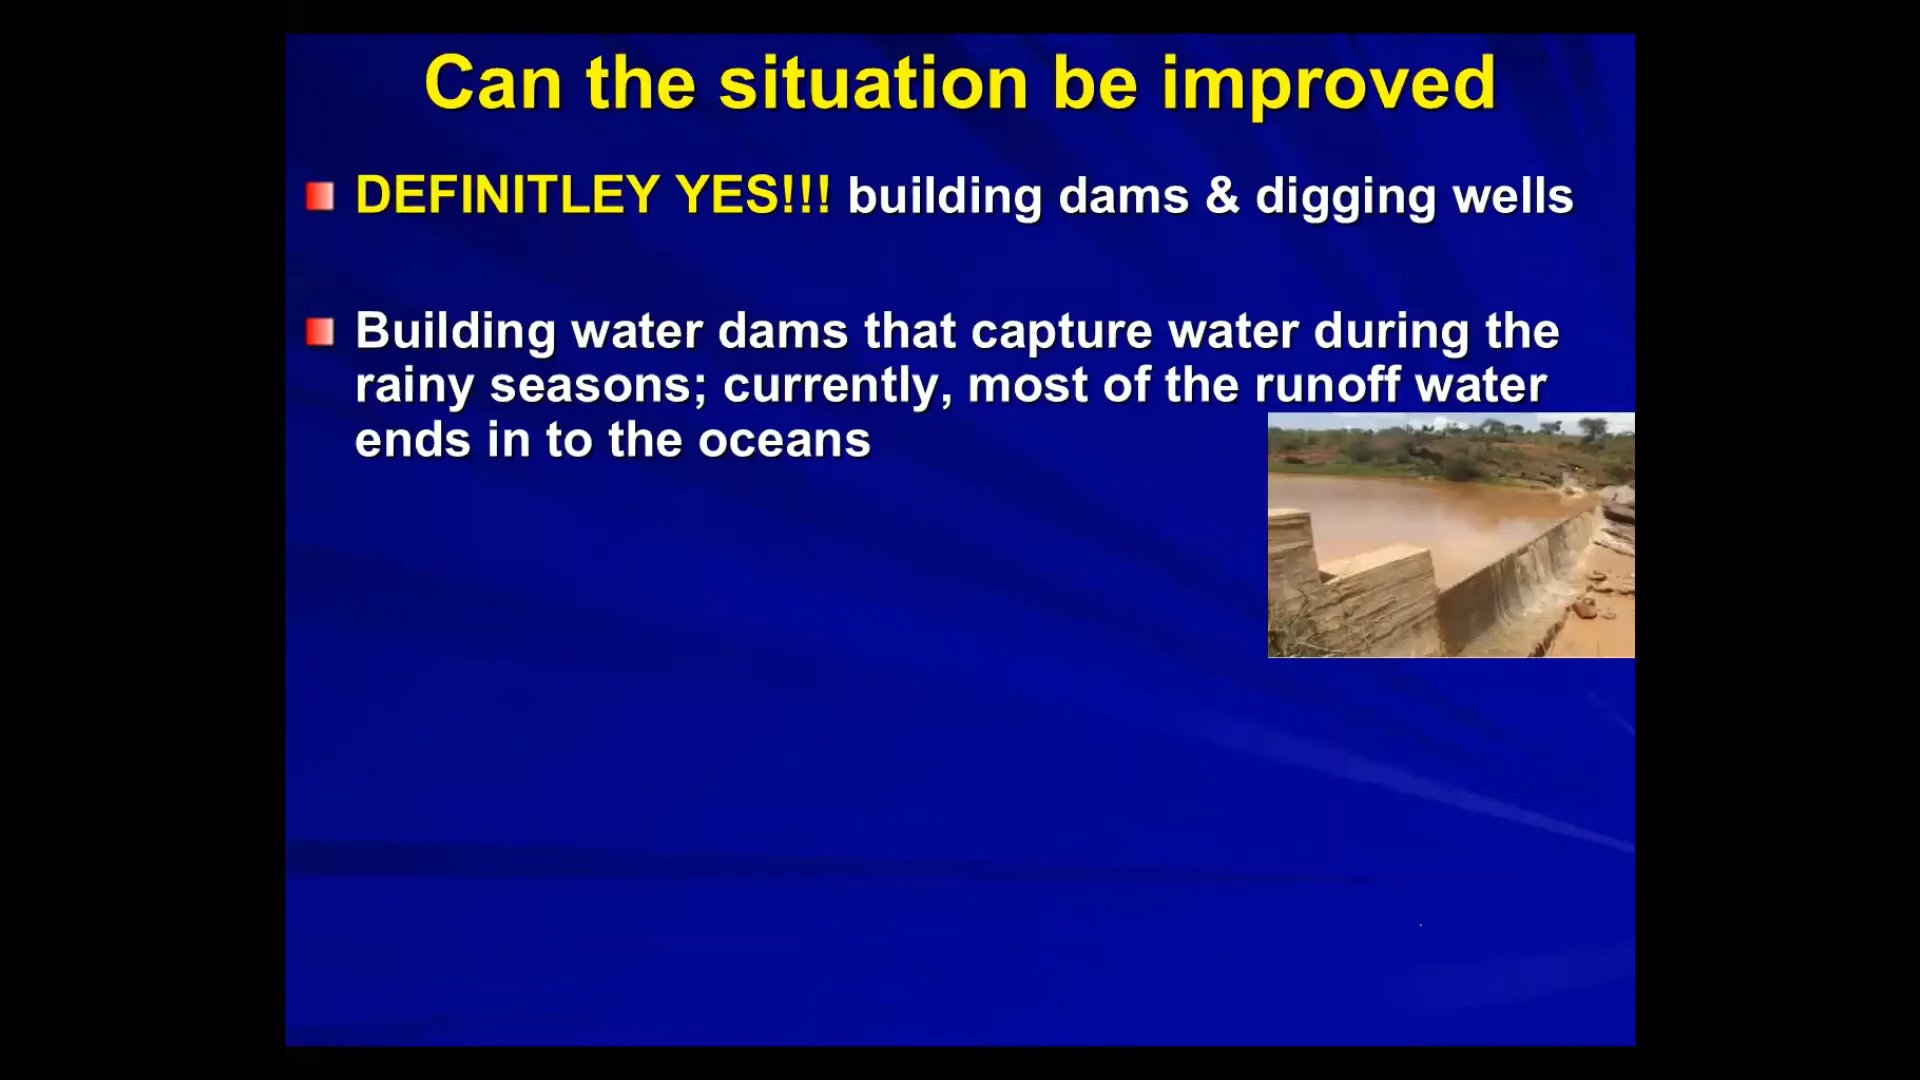 Can the situation be improved
DEFINITLEY YES!!! building dams & digging wells
Building water dams that capture water during the
rainy seasons; currently, most of the runoff water
ends in to the oceans